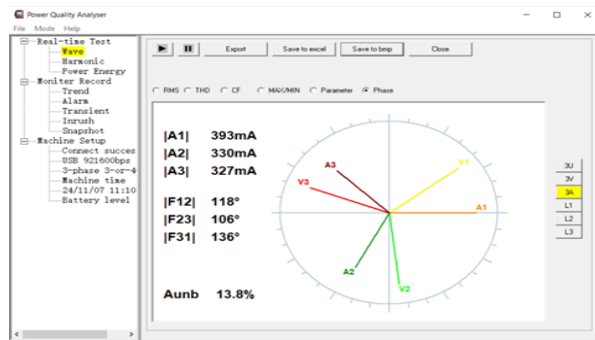 Power Quality Analyser
File Mode Help
Real-time Test
Wave
Harmonic
Power Energy
Moniter Record
Trend
Alarm
Transient
Inrush
Snapshot
Machine Setup
Connect succes
USB 921600bps
3-phase 3-or-4
Machine time
24/11/07 11:10
Battery level
Export Save to excel Save to bmp Close
RMS THD CF MAX/MIN Parameter Phase
|A1| 393mA
|A2| 330mA
|A3| 327mA
|F12| 118°
|F23| 106°
|F31| 136°
Aunb 13.8%
A3
V1
V3
A1
A2
V2
3U
3V
3A
L1
L2
L3